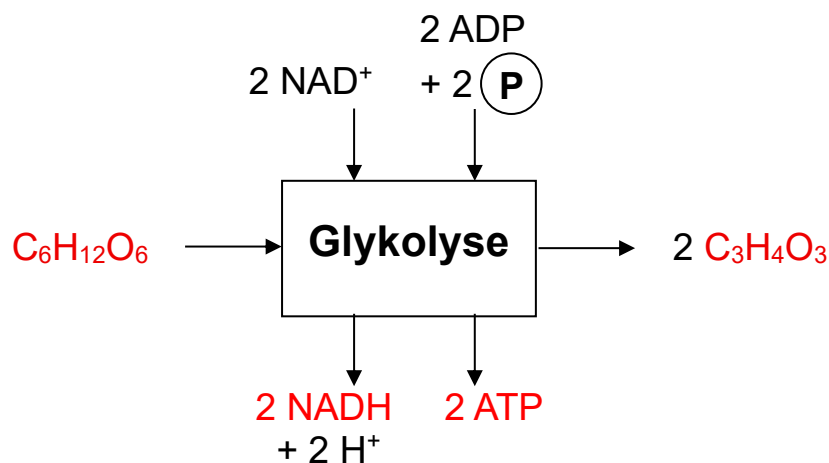 2 ADP
2 NAD⁺ + 2 P
C₆H₁₂O₆ Glykolyse 2 C₃H₄O₃
2 NADH 2 ATP
+ 2 H⁺